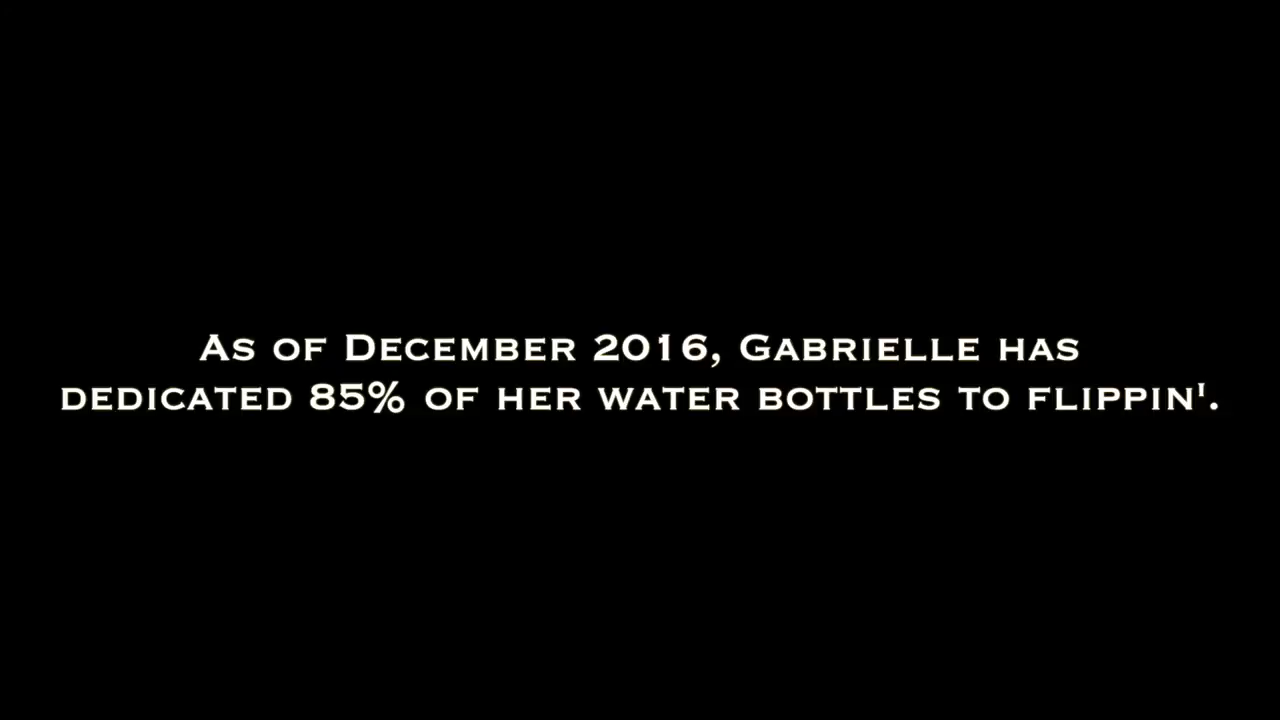 As of December 2016, Gabrielle has
dedicated 85% of her water bottles to flippin'.